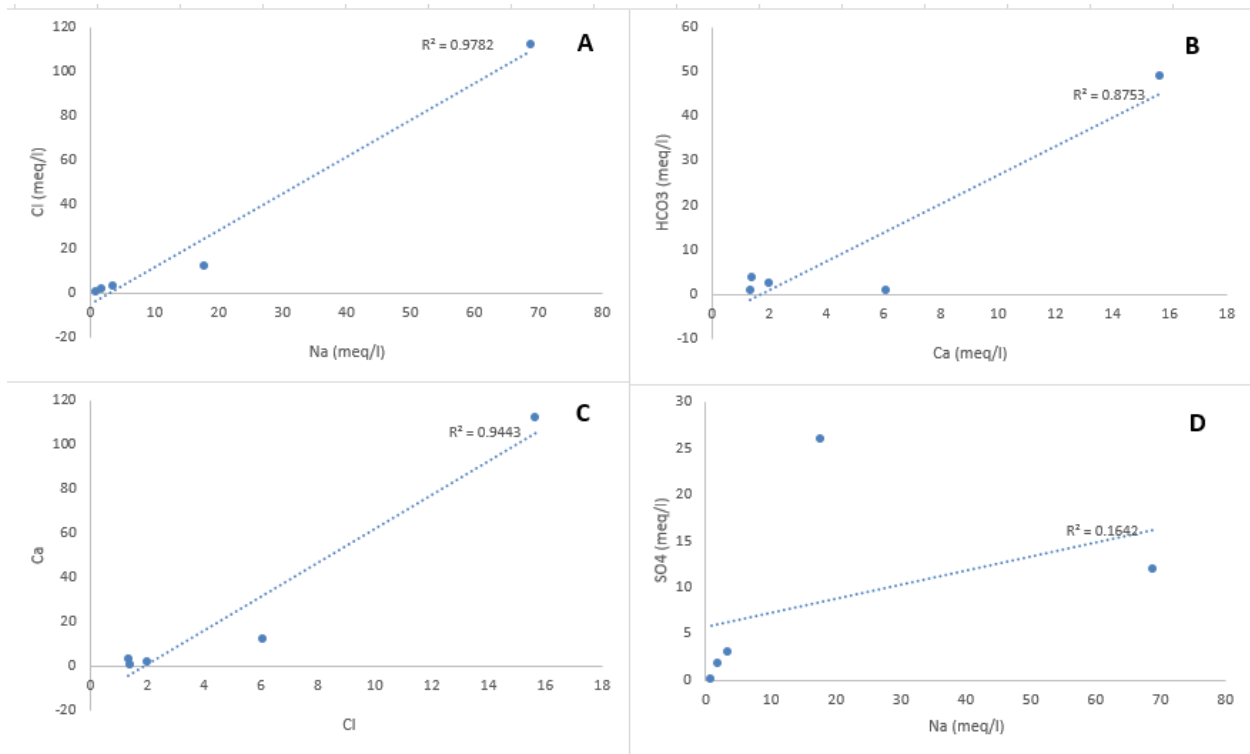 A
R² = 0.9782
120
100
80
60
40
20
0
-20
0 10 20 30 40 50 60 70 80
Cl (meq/l)
Na (meq/l)
B
R² = 0.8753
60
50
40
30
20
10
0
-10
0 2 4 6 8 10 12 14 16 18
HCO3 (meq/l)
Ca (meq/l)
C
R² = 0.9443
120
100
80
60
40
20
0
-20
0 2 4 6 8 10 12 14 16 18
Ca
Cl
D
R² = 0.1642
30
25
20
15
10
5
0
0 10 20 30 40 50 60 70 80
SO4 (meq/l)
Na (meq/l)